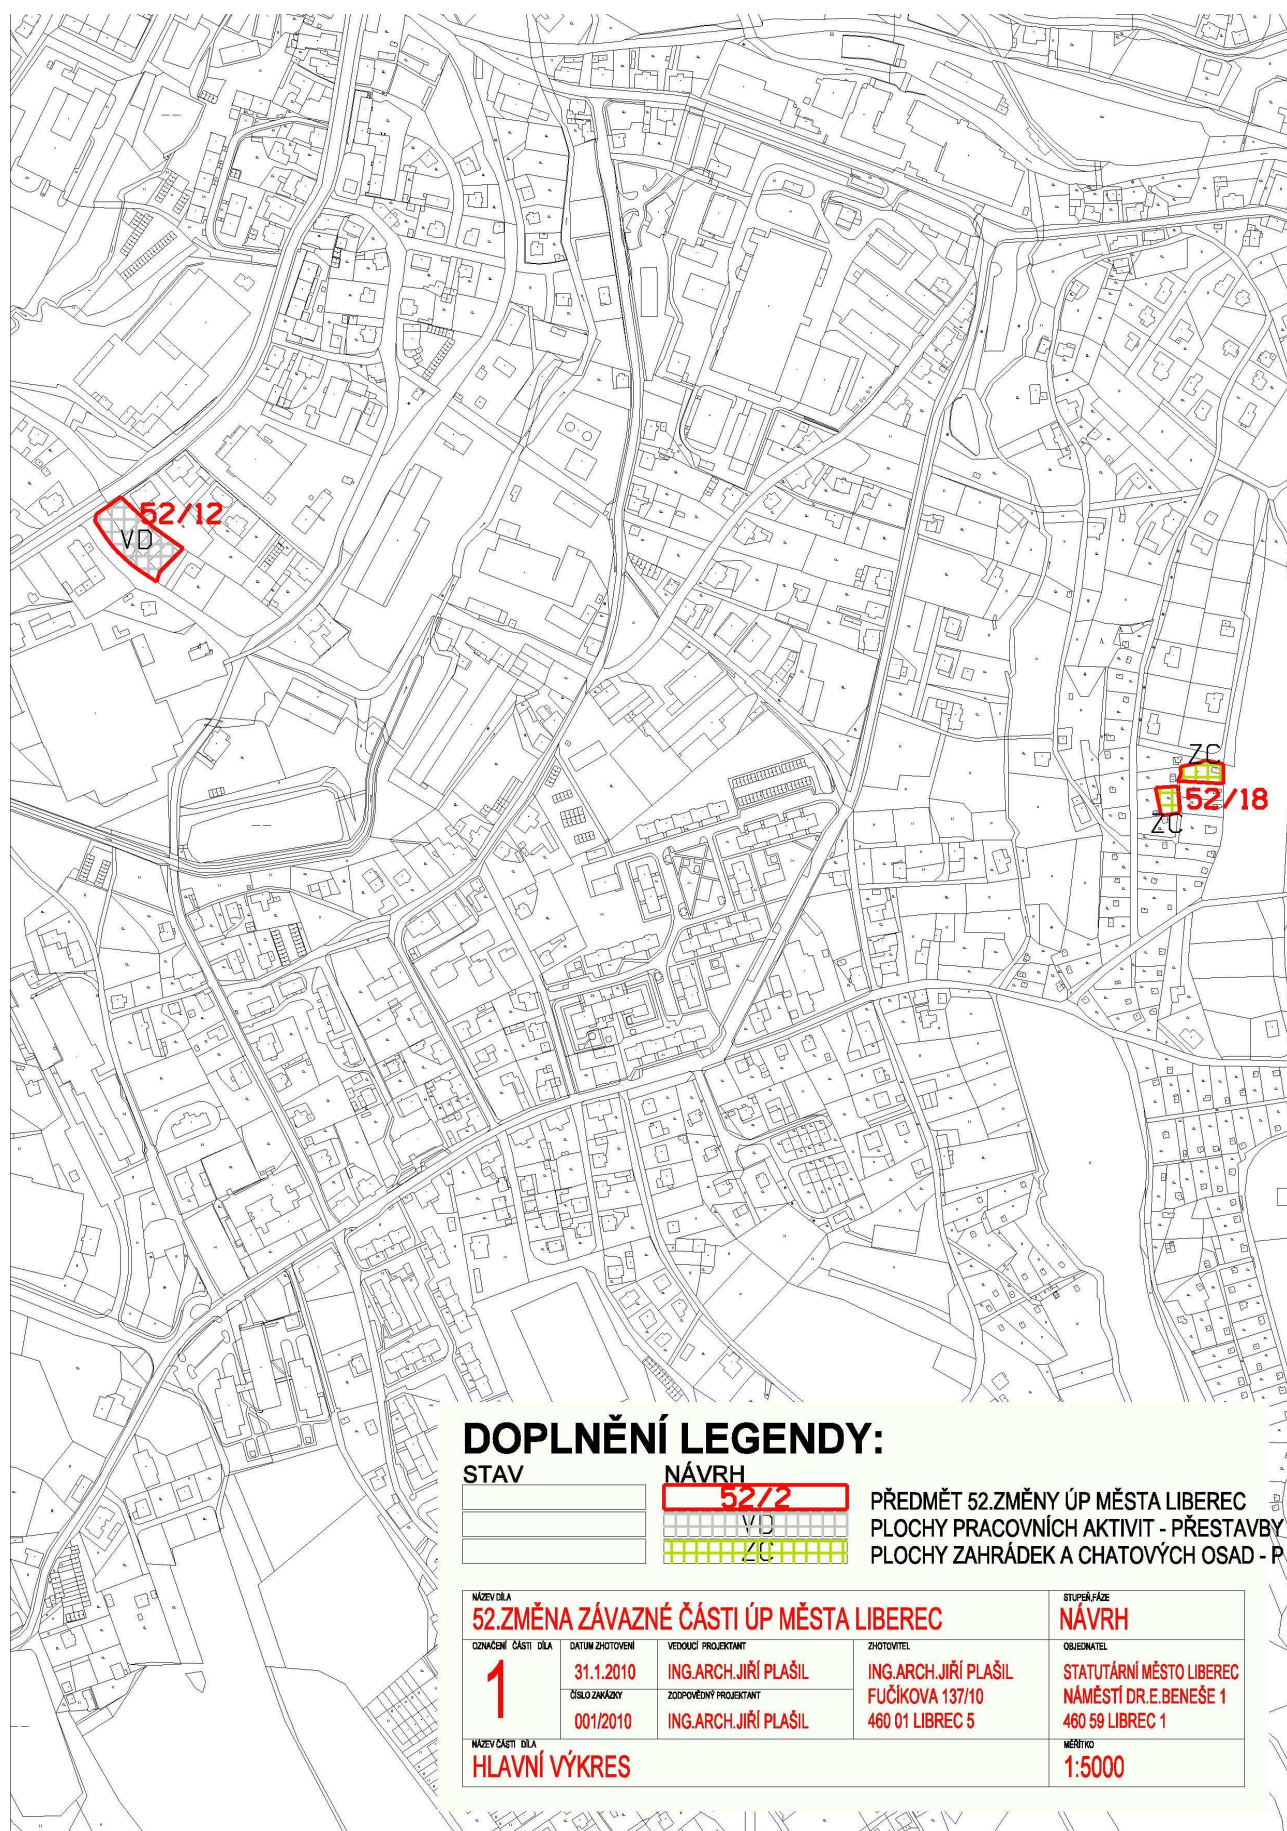 52/12
VD
ZC
52/18
ZC
DOPLNĚNÍ LEGENDY:
STAV NÁVRH
52/2 PŘEDMĚT 52.ZMĚNY ÚP MĚSTA LIBEREC
VD PLOCHY PRACOVNÍCH AKTIVIT - PŘESTAVBY
ZC PLOCHY ZAHRÁDEK A CHATOVÝCH OSAD - P
NÁZEV DÍLA
52.ZMĚNA ZÁVAZNÉ ČÁSTI ÚP MĚSTA LIBEREC
STUPEŇ,FÁZE
NÁVRH
OZNAČENÍ ČÁSTI DÍLA
1
DATUM ZHOTOVENÍ
31.1.2010
ČÍSLO ZAKÁZKY
001/2010
VEDOUCÍ PROJEKTANT
ING.ARCH.JIŘÍ PLAŠIL
ZODPOVĚDNÝ PROJEKTANT
ING.ARCH.JIŘÍ PLAŠIL
ZHOTOVITEL
ING.ARCH.JIŘÍ PLAŠIL
FUČÍKOVA 137/10
460 01 LIBREC 5
OBJEDNATEL
STATUTÁRNÍ MĚSTO LIBEREC
NÁMĚSTÍ DR.E.BENEŠE 1
460 59 LIBREC 1
NÁZEV ČÁSTI DÍLA
HLAVNÍ VÝKRES
MĚŘÍTKO
1:5000